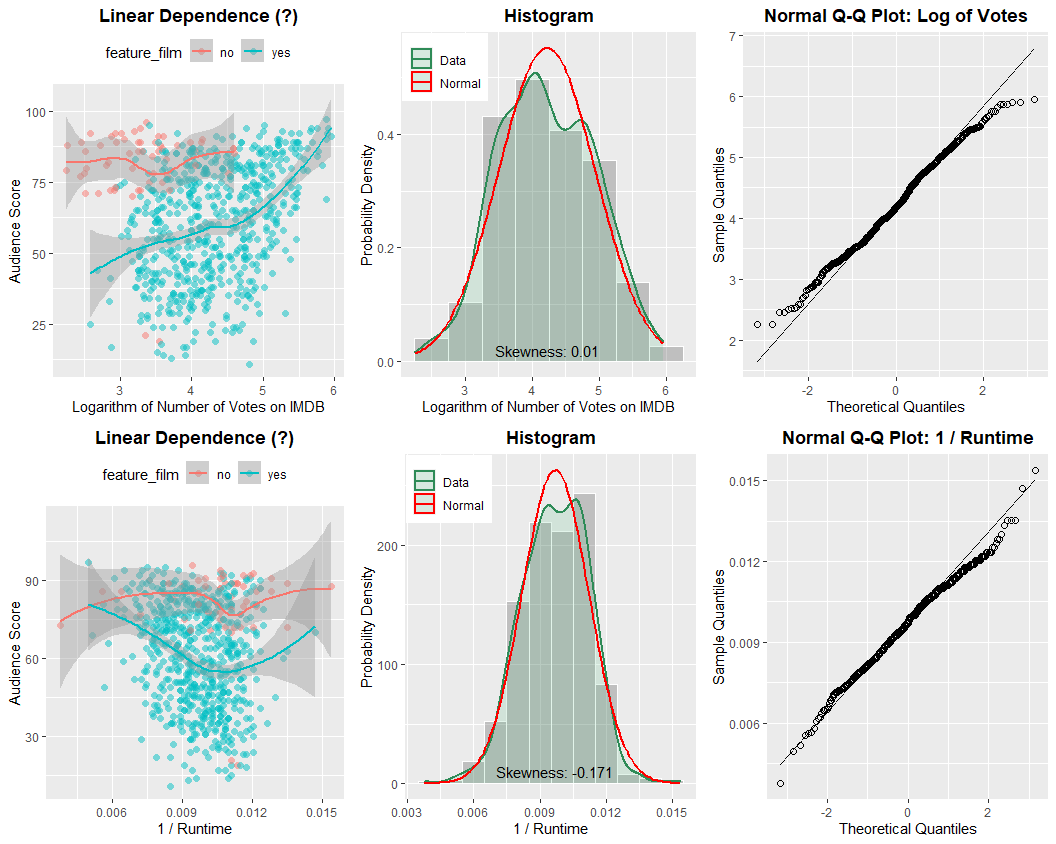 Linear Dependence (?)
feature_film no yes
100
75
50
25
Audience Score
3 4 5 6
Logarithm of Number of Votes on IMDB
Histogram
Data
Normal
0.4
0.2
0.0
Probability Density
Skewness: 0.01
3 4 5 6
Logarithm of Number of Votes on IMDB
Normal Q-Q Plot: Log of Votes
7
6
5
4
3
2
Sample Quantiles
-2 0 2
Theoretical Quantiles
Linear Dependence (?)
feature_film no yes
90
60
30
Audience Score
0.006 0.009 0.012 0.015
1 / Runtime
Histogram
Data
Normal
200
100
0
Probability Density
Skewness: -0.171
0.003 0.006 0.009 0.012 0.015
1 / Runtime
Normal Q-Q Plot: 1 / Runtime
0.015
0.012
0.009
0.006
Sample Quantiles
-2 0 2
Theoretical Quantiles